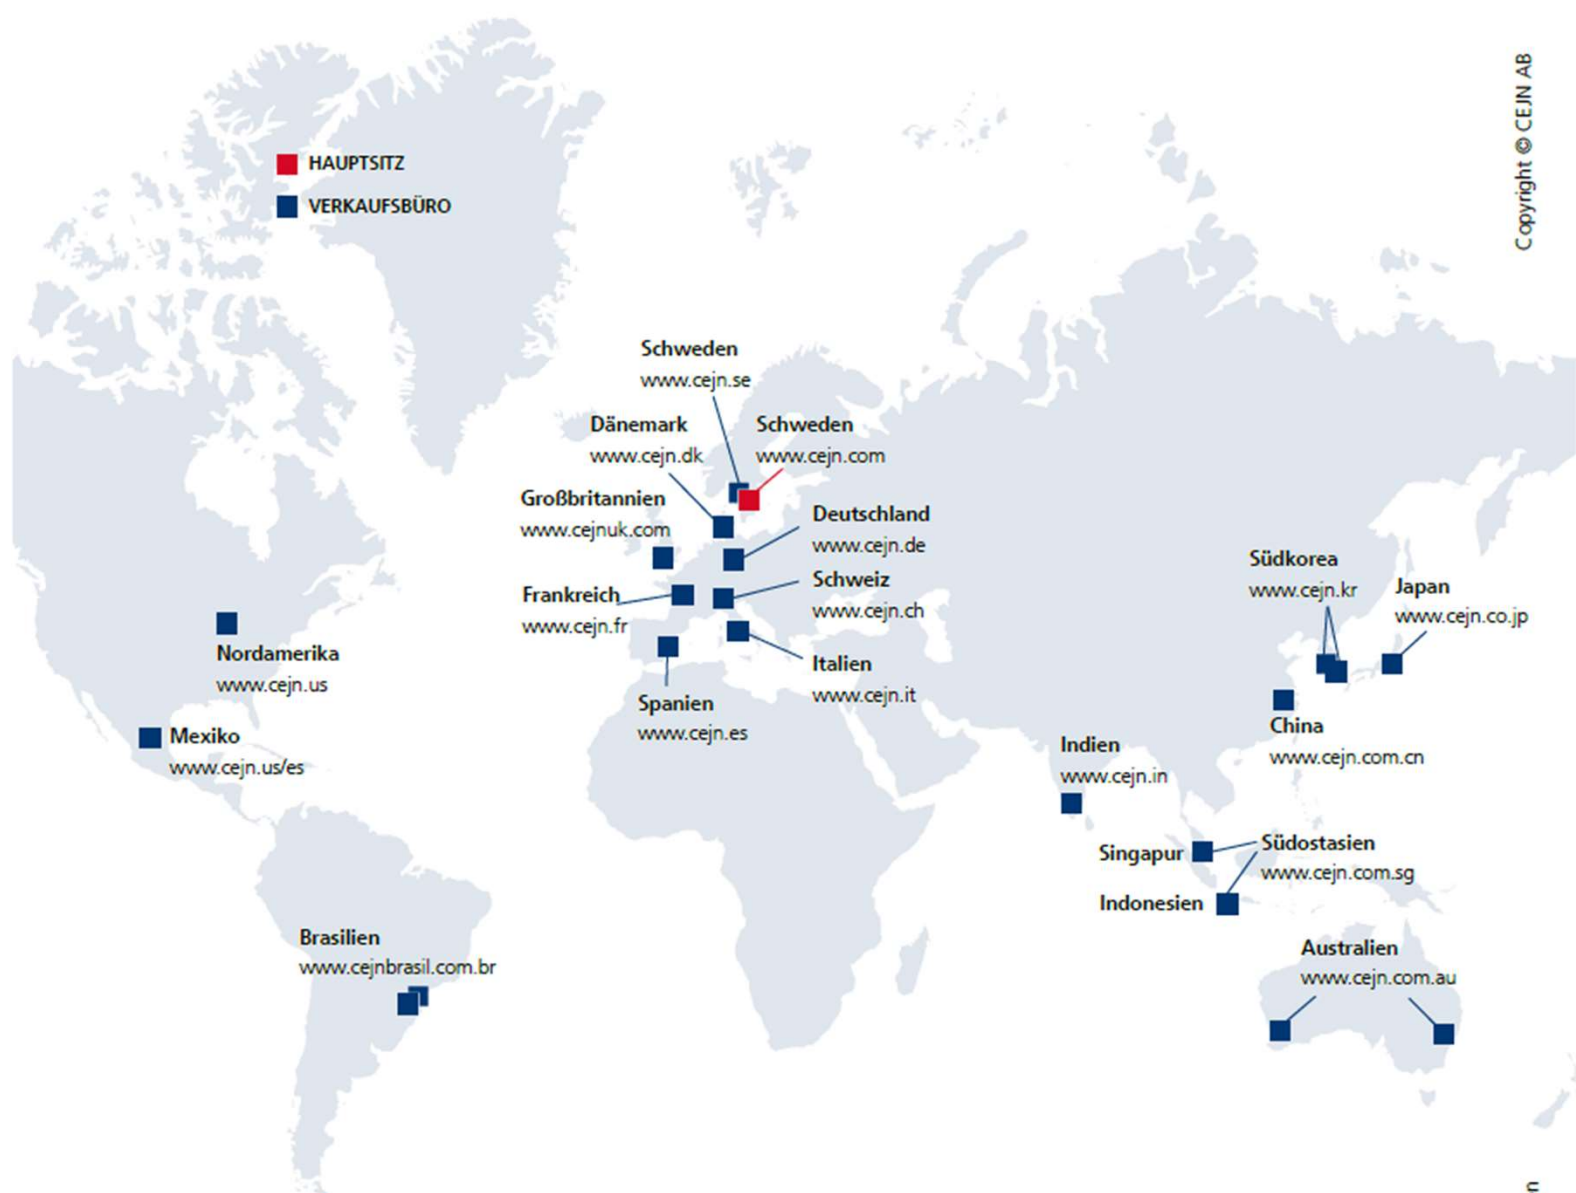 Copyright © CEJN AB
HAUPTSITZ
VERKAUFSBÜRO
Schweden
www.cejn.se
Dänemark
www.cejn.dk
Schweden
www.cejn.com
Großbritannien
www.cejnuk.com
Deutschland
www.cejn.de
Frankreich
www.cejn.fr
Schweiz
www.cejn.ch
Südkorea
www.cejn.kr
Japan
www.cejn.co.jp
Nordamerika
www.cejn.us
Italien
www.cejn.it
Spanien
www.cejn.es
Mexiko
www.cejn.us/es
China
www.cejn.com.cn
Indien
www.cejn.in
Singapur
Südostasien
www.cejn.com.sg
Indonesien
Brasilien
www.cejnbrasil.com.br
Australien
www.cejn.com.au